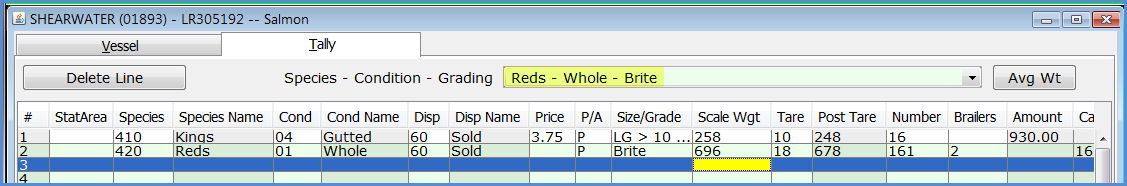 SHEARWATER (01893) - LR305192 -- Salmon
Vessel Tally
Delete Line Species - Condition - Grading Reds - Whole - Brite Avg Wt
# StatArea Species Species Name Cond Cond Name Disp Disp Name Price P/A Size/Grade Scale Wgt Tare Post Tare Number Brailers Amount Ca
1 410 Kings 04 Gutted 60 Sold 3.75 P LG > 10 ... 258 10 248 16 930.00
2 420 Reds 01 Whole 60 Sold P Brite 696 18 678 161 2 16
3
4